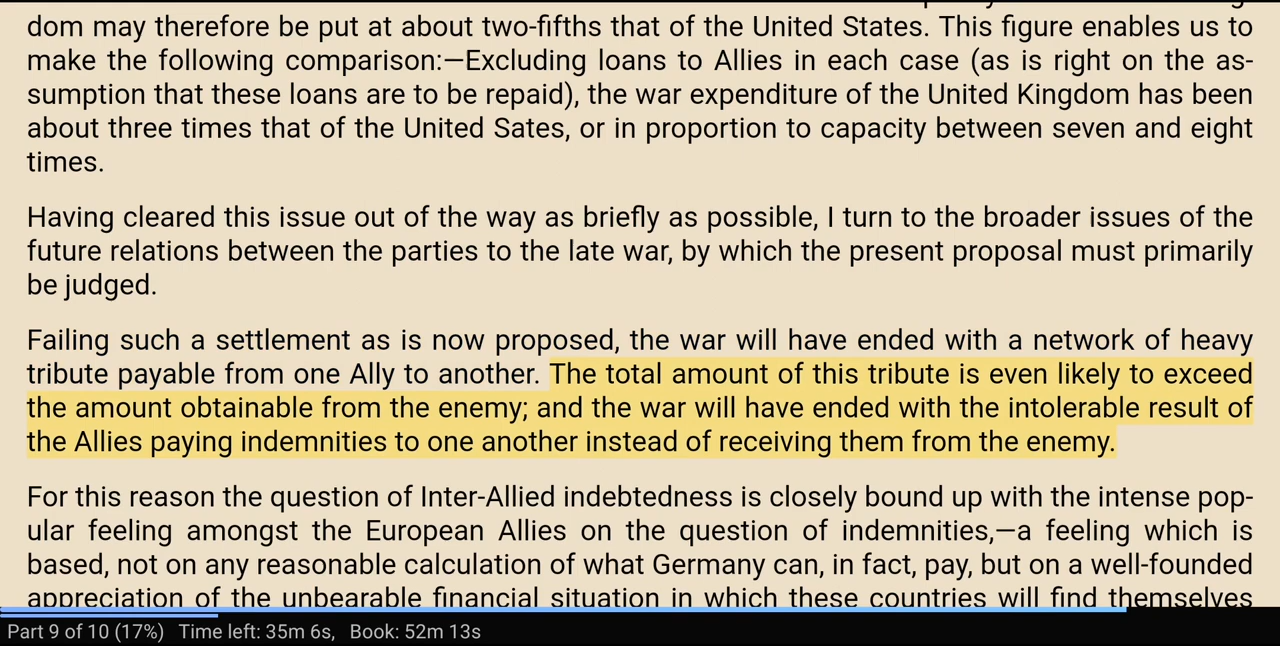 dom may therefore be put at about two-fifths that of the United States. This figure enables us to
make the following comparison:—Excluding loans to Allies in each case (as is right on the as-
sumption that these loans are to be repaid), the war expenditure of the United Kingdom has been
about three times that of the United Sates, or in proportion to capacity between seven and eight
times.
Having cleared this issue out of the way as briefly as possible, I turn to the broader issues of the
future relations between the parties to the late war, by which the present proposal must primarily
be judged.
Failing such a settlement as is now proposed, the war will have ended with a network of heavy
tribute payable from one Ally to another. The total amount of this tribute is even likely to exceed
the amount obtainable from the enemy; and the war will have ended with the intolerable result of
the Allies paying indemnities to one another instead of receiving them from the enemy.
For this reason the question of Inter-Allied indebtedness is closely bound up with the intense pop-
ular feeling amongst the European Allies on the question of indemnities,—a feeling which is
based, not on any reasonable calculation of what Germany can, in fact, pay, but on a well-founded
appreciation of the unbearable financial situation in which these countries will find themselves
Part 9 of 10 (17%) Time left: 35m 6s, Book: 52m 13s